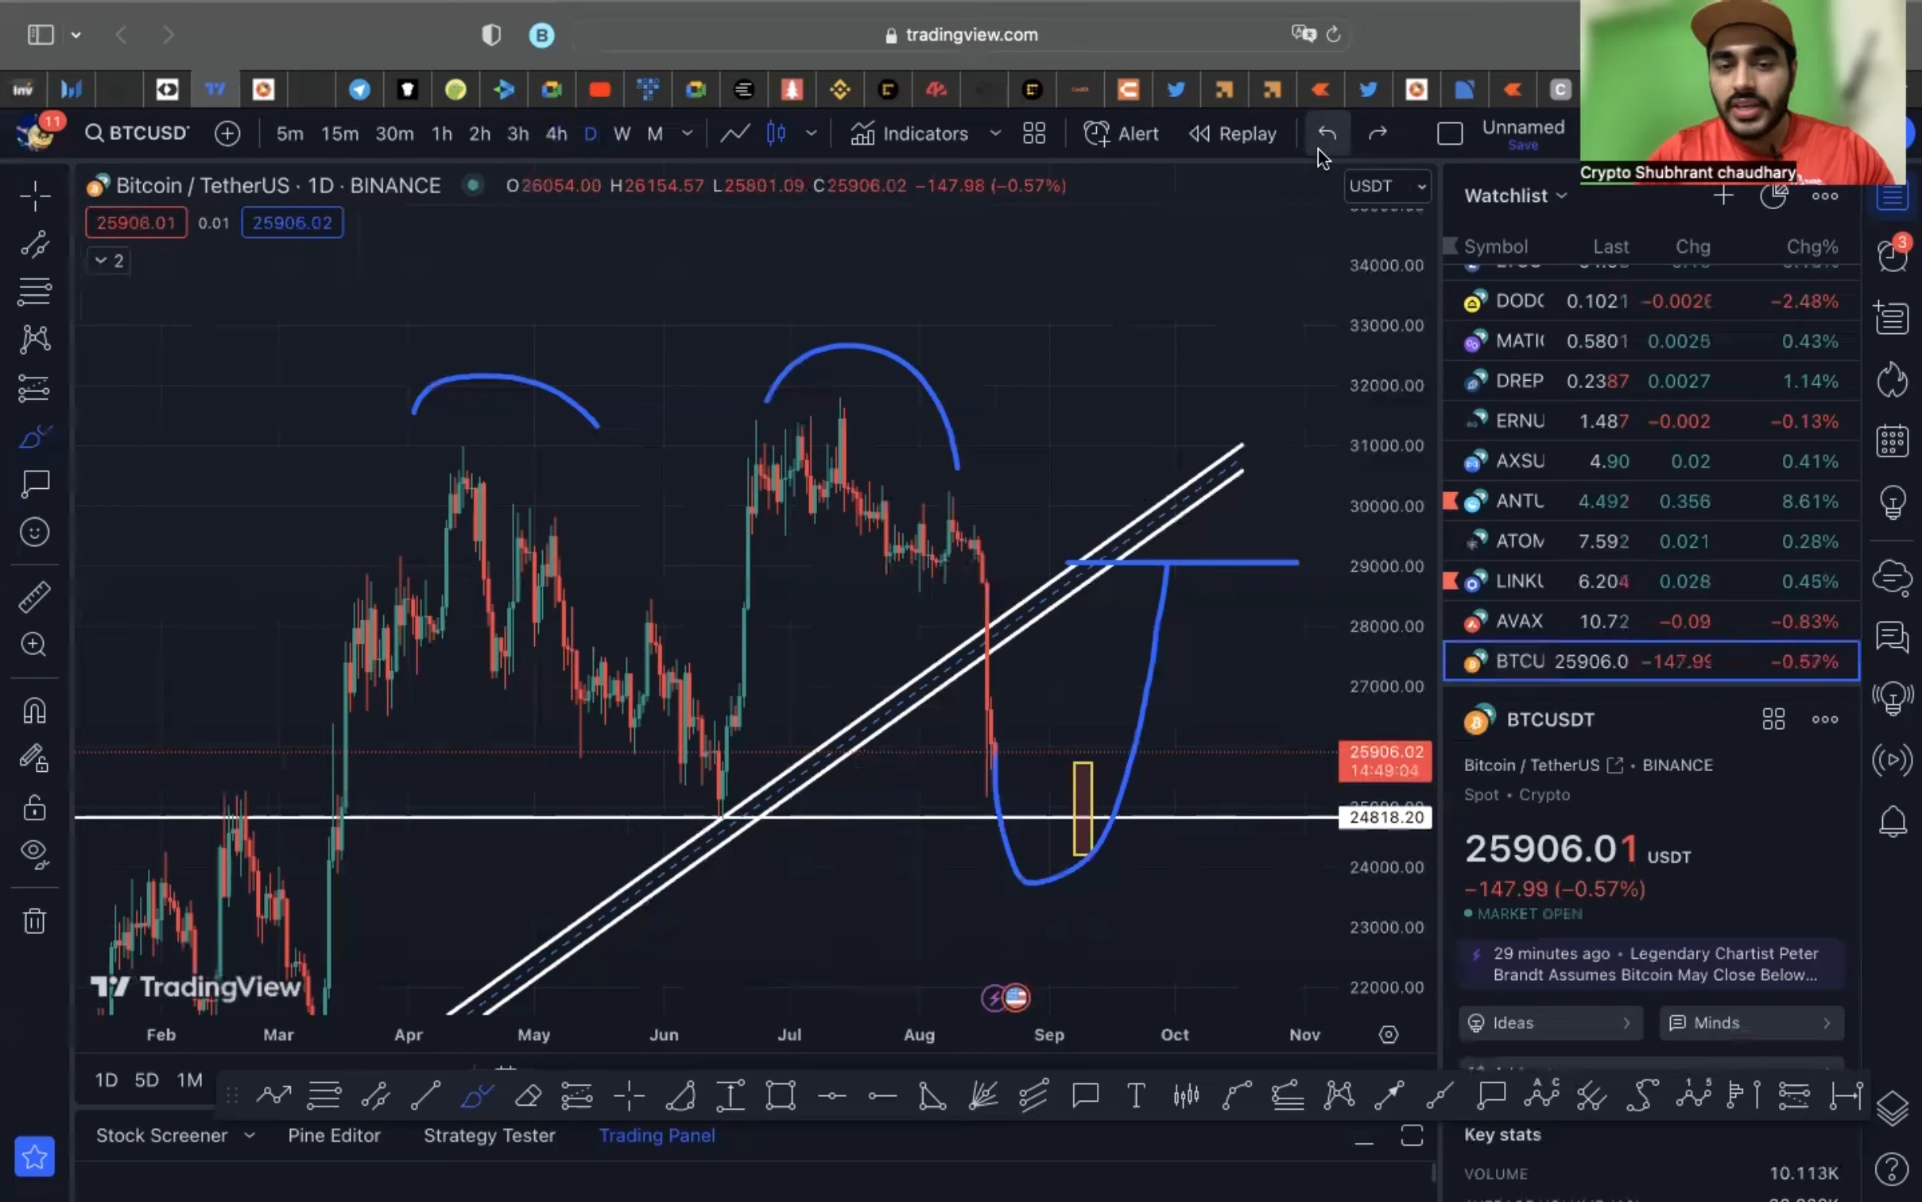 tradingview.com
Inv
11
BTCUSD
5m 15m 30m 1h 2h 3h 4h D W M
Indicators
Alert
Replay
Unnamed
Save
Crypto Shubhrant chaudhary
Bitcoin / TetherUS · 1D · BINANCE
O26054.00 H26154.57 L25801.09 C25906.02 −147.98 (−0.57%)
25906.01 0.01 25906.02
2
USDT
34000.00
33000.00
32000.00
31000.00
30000.00
29000.00
28000.00
27000.00
25906.02
14:49:04
24818.20
24000.00
23000.00
22000.00
TradingView
Feb Mar Apr May Jun Jul Aug Sep Oct Nov
1D 5D 1M
Stock Screener Pine Editor Strategy Tester Trading Panel
Watchlist
3
Symbol Last Chg Chg%
DOD 0.1021 −0.002 −2.48%
MATI 0.5801 0.0025 0.43%
DREP 0.2387 0.0027 1.14%
ERNU 1.487 −0.002 −0.13%
AXSU 4.90 0.02 0.41%
ANTU 4.492 0.356 8.61%
ATOM 7.592 0.021 0.28%
LINKU 6.204 0.028 0.45%
AVAX 10.72 −0.09 −0.83%
BTCU 25906.0 −147.99 −0.57%
BTCUSDT
Bitcoin / TetherUS • BINANCE
Spot • Crypto
25906.01 USDT
−147.99 (−0.57%)
MARKET OPEN
29 minutes ago • Legendary Chartist Peter
Brandt Assumes Bitcoin May Close Below...
Ideas
Minds
Key stats
VOLUME 10.113K